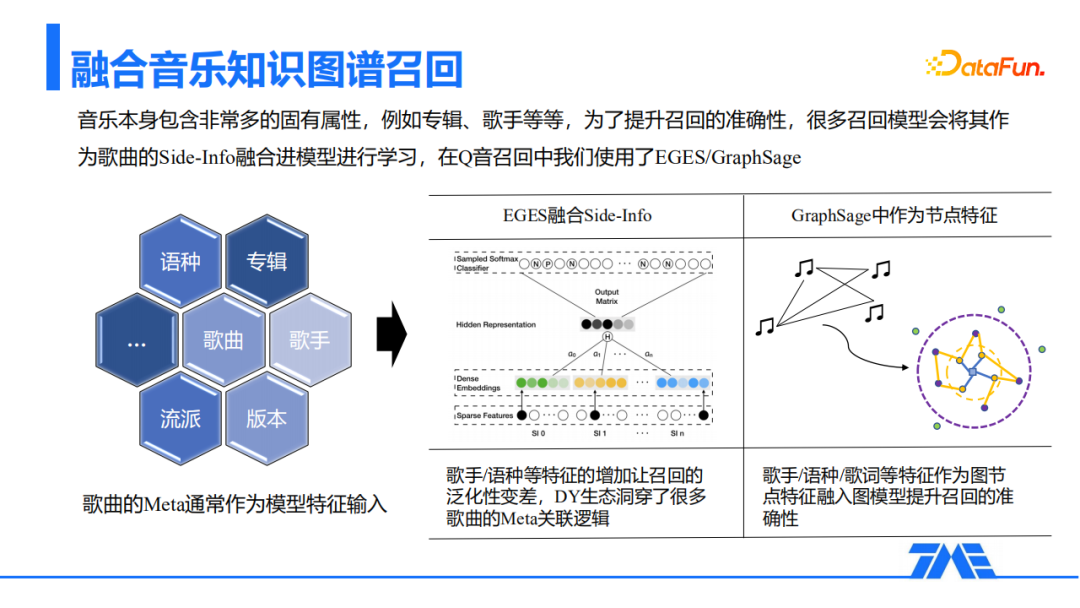 融合音乐知识图谱召回
DataFun.
音乐本身包含非常多的固有属性，例如专辑、歌手等等，为了提升召回的准确性，很多召回模型会将其作
为歌曲的Side-Info融合进模型进行学习，在Q音召回中我们使用了EGES/GraphSage
语种
专辑
...
歌曲
歌手
流派
版本
歌曲的Meta通常作为模型特征输入
EGES融合Side-Info
GraphSage中作为节点特征
Sampled Softmax
Classifier
N P N ··· N N
Output
Matrix
Hidden Representation
H
α0 α1 ··· αn
Dense
Embeddings
···
Sparse Features
··· ··· ··· ···
SI 0 SI 1 ··· SI n
歌手/语种等特征的增加让召回的
泛化性变差，DY生态洞穿了很多
歌曲的Meta关联逻辑
歌手/语种/歌词等特征作为图节
点特征融入图模型提升召回的准
确性
TME